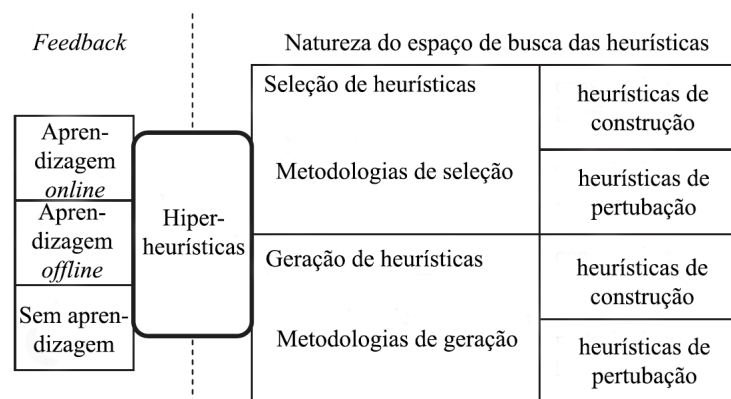 Feedback
Natureza do espaço de busca das heurísticas
Aprendizagem
online
Aprendizagem
offline
Sem aprendizagem
Hiper-
heurísticas
Seleção de heurísticas
Metodologias de seleção
heurísticas de
construção
heurísticas de
pertubação
Geração de heurísticas
Metodologias de geração
heurísticas de
construção
heurísticas de
pertubação